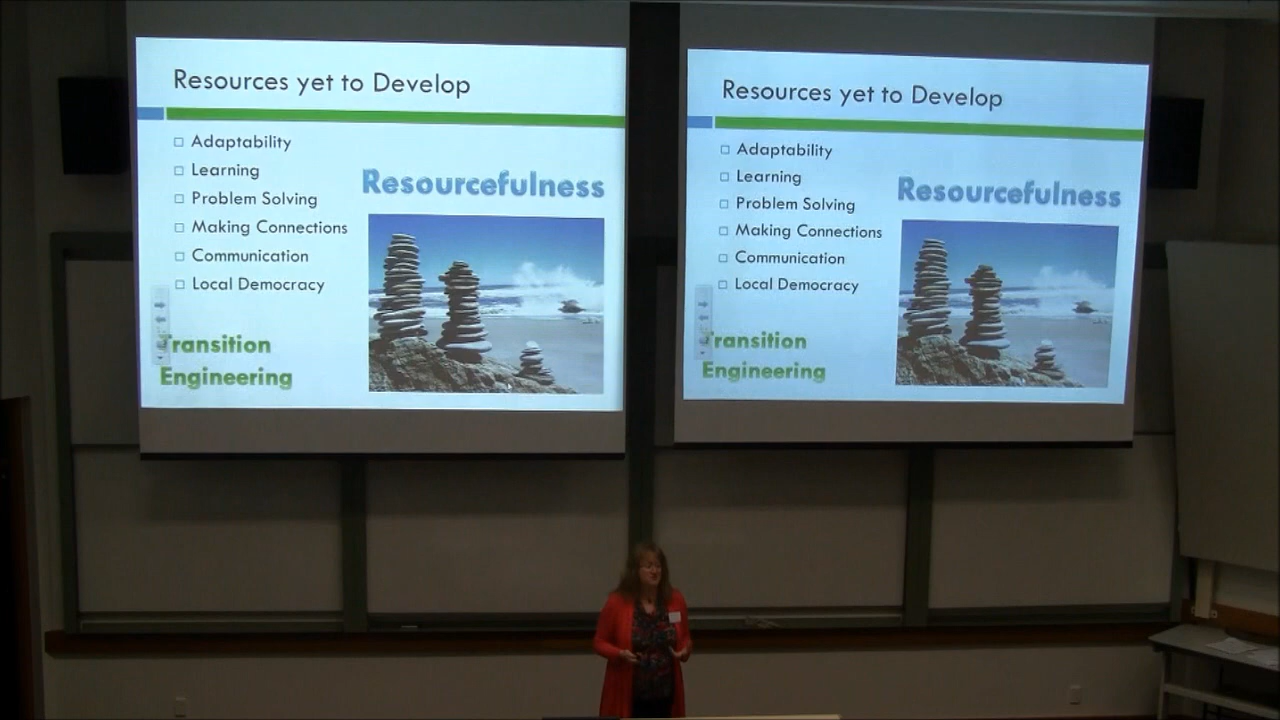 Resources yet to Develop
Adaptability
Learning
Problem Solving
Making Connections
Communication
Local Democracy
Resourcefulness
Transition
Engineering
Resources yet to Develop
Adaptability
Learning
Problem Solving
Making Connections
Communication
Local Democracy
Resourcefulness
Transition
Engineering